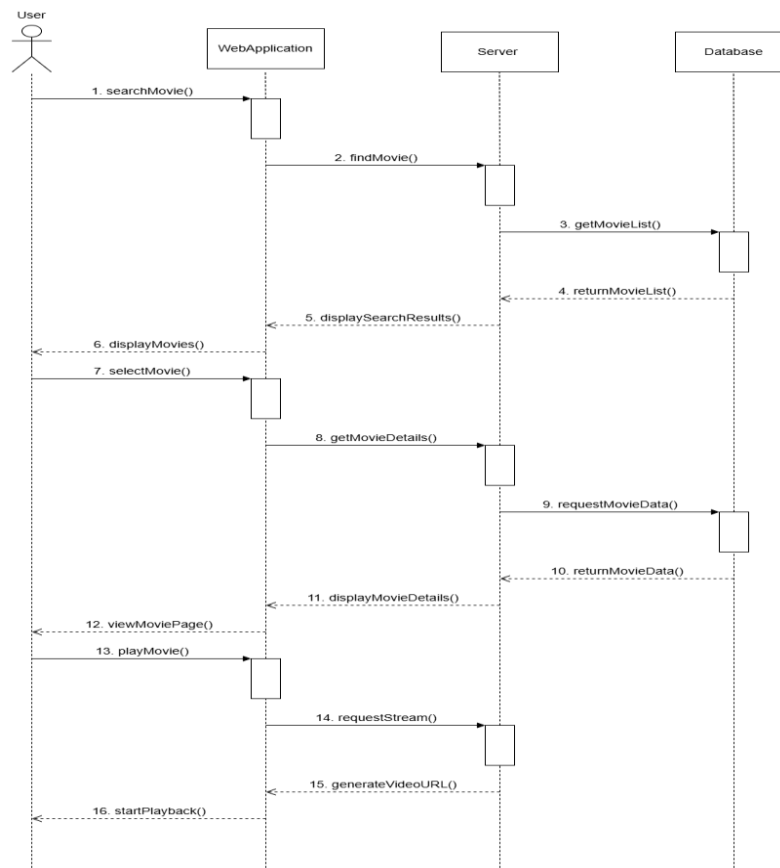 User
WebApplication
Server
Database
1. searchMovie()
2. findMovie()
3. getMovieList()
4. returnMovieList()
5. displaySearchResults()
6. displayMovies()
7. selectMovie()
8. getMovieDetails()
9. requestMovieData()
10. returnMovieData()
11. displayMovieDetails()
12. viewMoviePage()
13. playMovie()
14. requestStream()
15. generateVideoURL()
16. startPlayback()